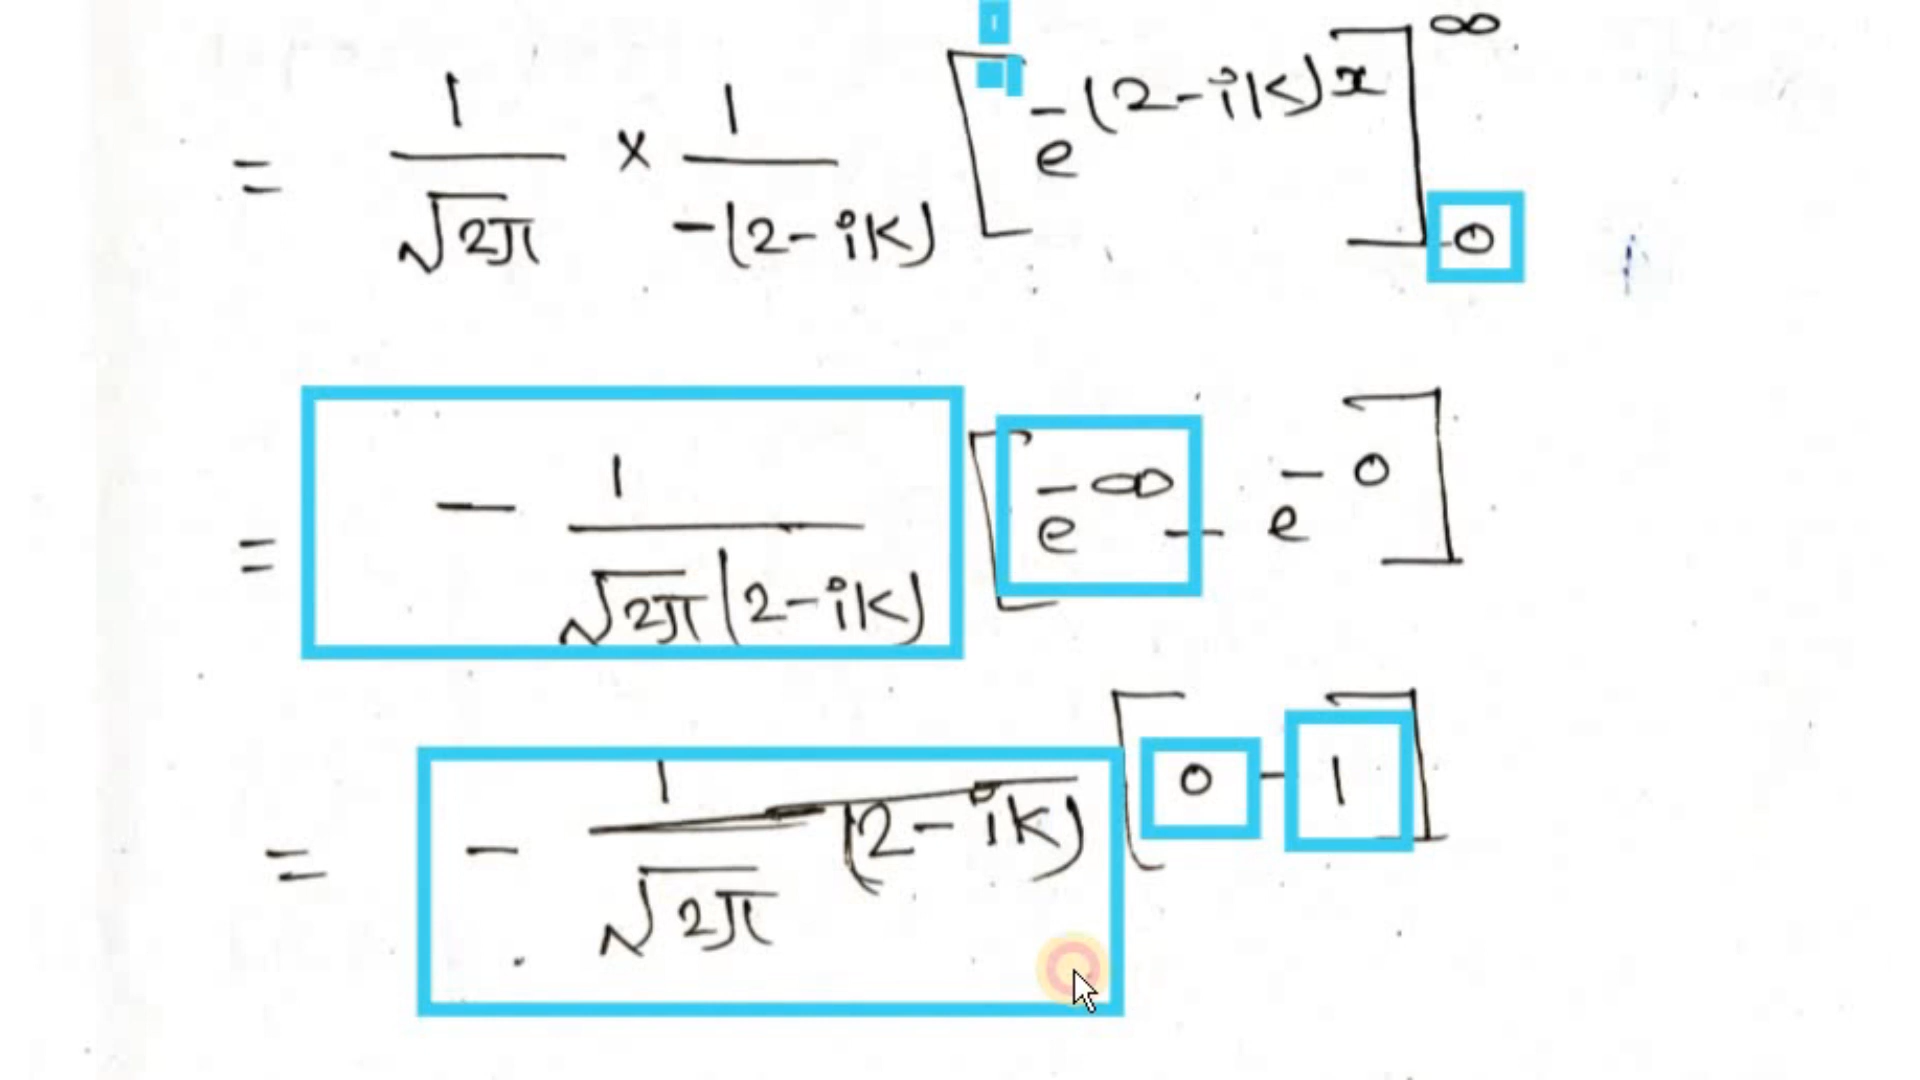 = 1/√2π × 1/-(2-ik) [e^-(2-ik)x]_0^∞
= - 1/√2π(2-ik) [e^-∞ - e^-0]
= - 1/√2π (2-ik) [0 - 1]